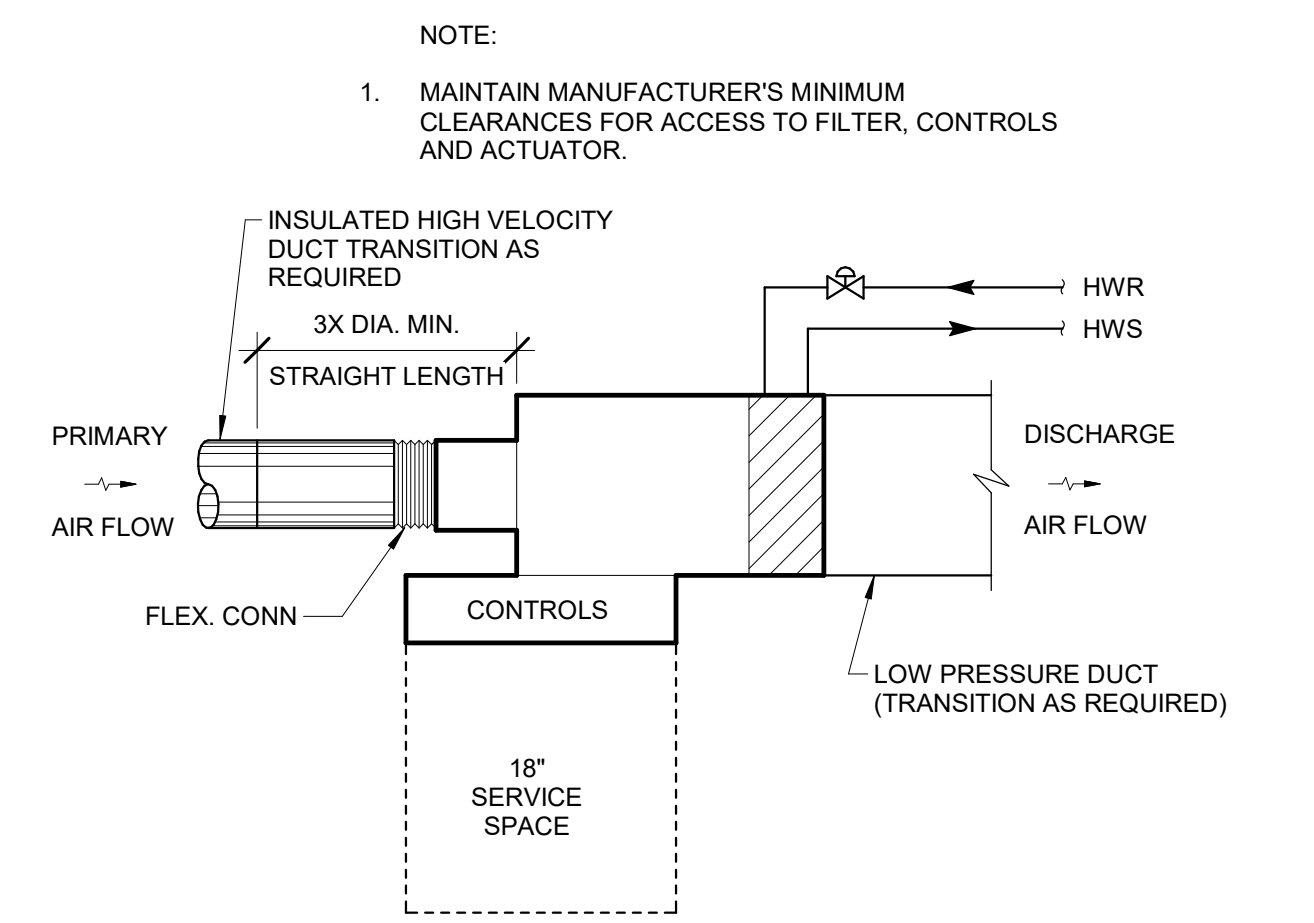 NOTE:
1. MAINTAIN MANUFACTURER'S MINIMUM
CLEARANCES FOR ACCESS TO FILTER, CONTROLS
AND ACTUATOR.
INSULATED HIGH VELOCITY
DUCT TRANSITION AS
REQUIRED
3X DIA. MIN.
STRAIGHT LENGTH
HWR
HWS
PRIMARY
AIR FLOW
DISCHARGE
AIR FLOW
FLEX. CONN
CONTROLS
LOW PRESSURE DUCT
(TRANSITION AS REQUIRED)
18"
SERVICE
SPACE